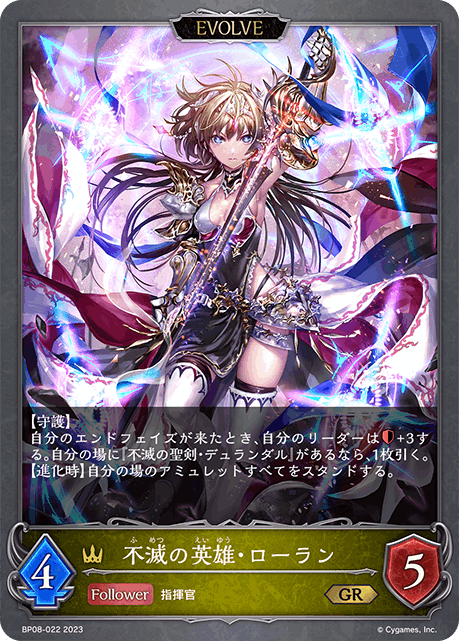 EVOLVE
【守護】
自分のエンドフェイズが来たとき、自分のリーダーは+3す
る。自分の場に『不滅の聖剣・デュランダル』があるなら、1枚引く。
【進化時】自分の場のアミュレットすべてをスタンドする。
ふ めつ えい ゆう
不滅の英雄・ローラン
4
Follower 指揮官
GR
5
BP08-022 2023
© Cygames, Inc.